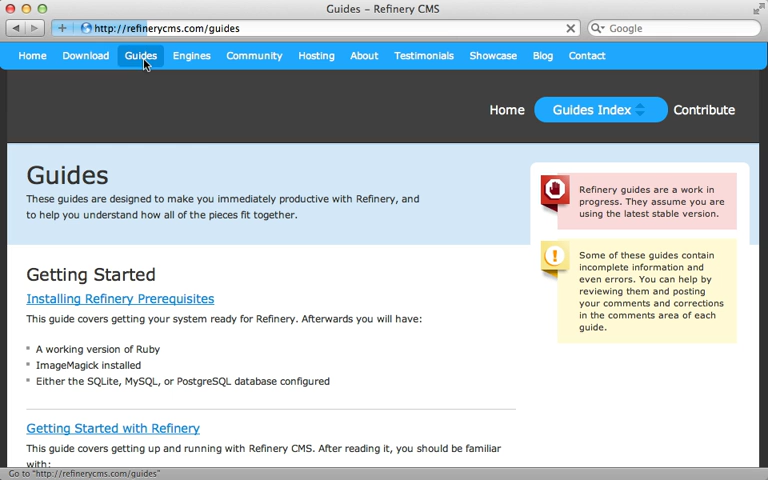 Guides – Refinery CMS
http://refinerycms.com/guides
Google
Home Download Guides Engines Community Hosting About Testimonials Showcase Blog Contact
Home Guides Index Contribute
Guides
These guides are designed to make you immediately productive with Refinery, and
to help you understand how all of the pieces fit together.
Refinery guides are a work in
progress. They assume you are
using the latest stable version.
Some of these guides contain
incomplete information and
even errors. You can help by
reviewing them and posting
your comments and corrections
in the comments area of each
guide.
Getting Started
Installing Refinery Prerequisites
This guide covers getting your system ready for Refinery. Afterwards you will have:
A working version of Ruby
ImageMagick installed
Either the SQLite, MySQL, or PostgreSQL database configured
Getting Started with Refinery
This guide covers getting up and running with Refinery CMS. After reading it, you should be familiar
with:
Go to "http://refinerycms.com/guides"